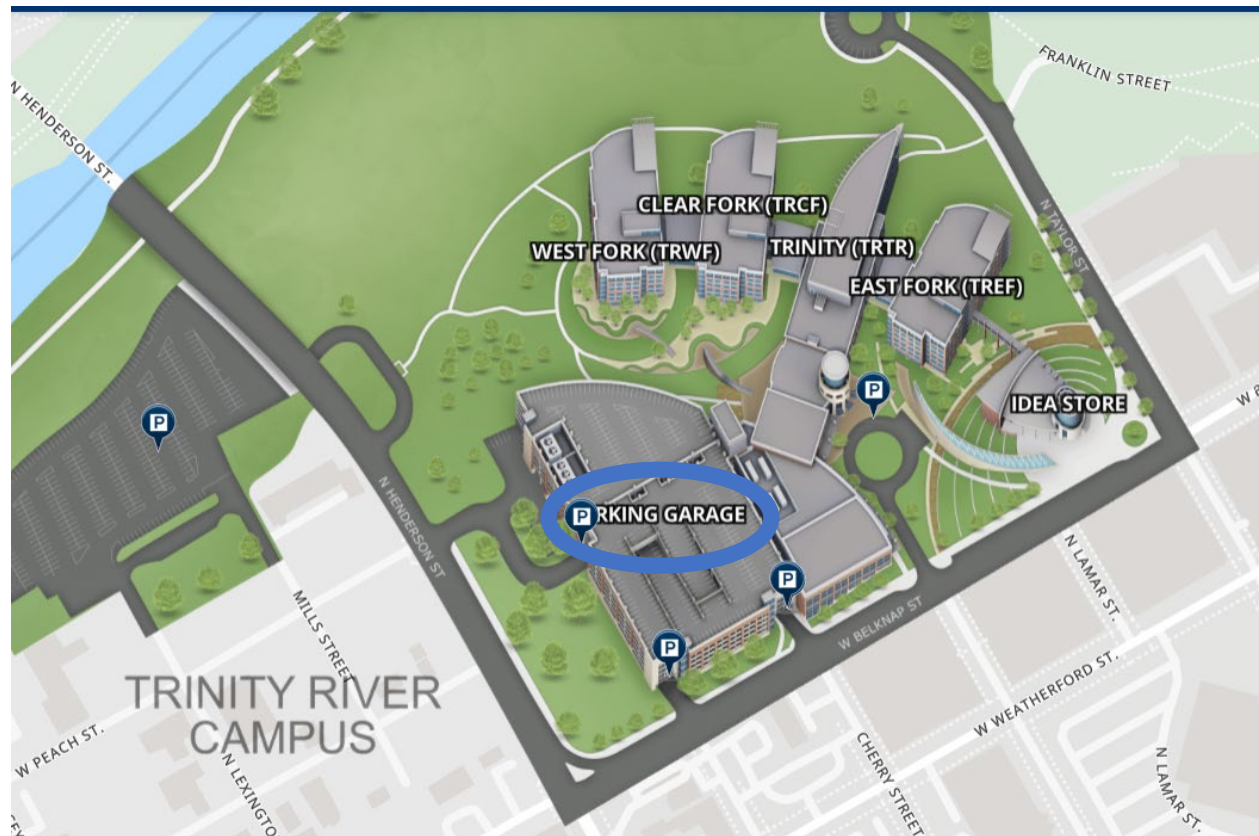 FRANKLIN STREET
N HENDERSON ST.
CLEAR FORK (TRCF)
N TAYLOR ST
WEST FORK (TRWF)
TRINITY (TRTR)
EAST FORK (TREF)
P
IDEA STORE
P
W B
N HENDERSON ST
P
RKING GARAGE
P
N LAMAR ST.
P
W BELKNAP ST
MILLS STREET
W WEATHERFORD ST.
TRINITY RIVER
CAMPUS
W PEACH ST.
N LEXINGTO
CHERRY STREET
N LAMAR ST.